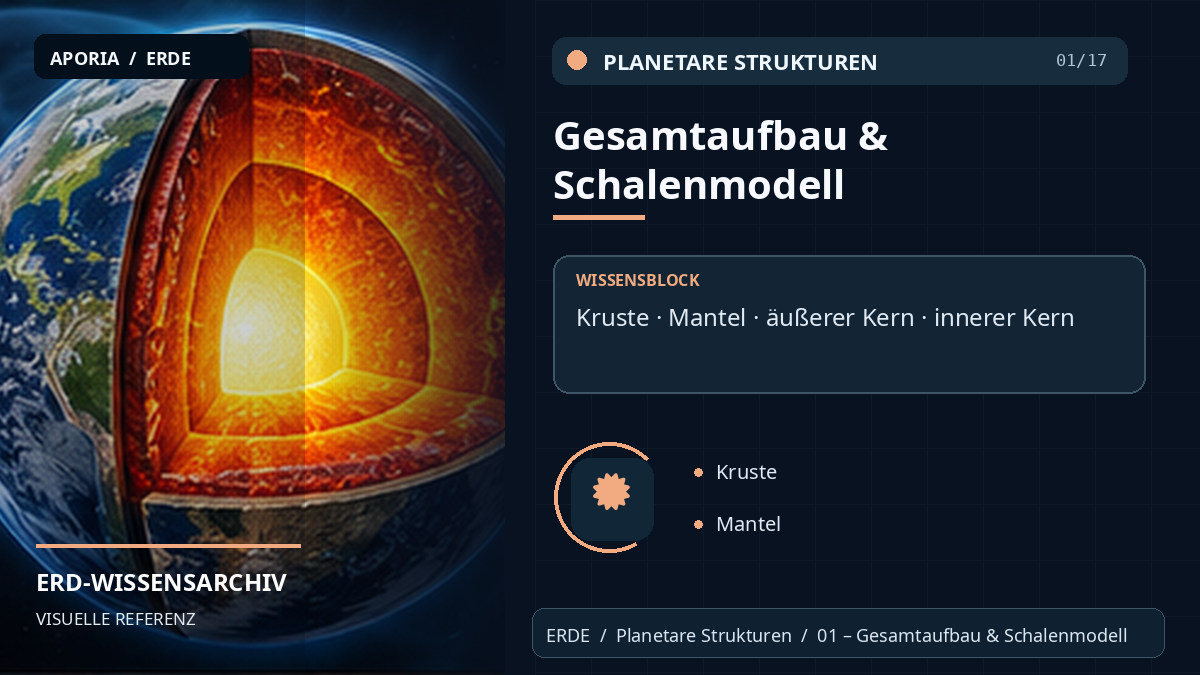 APORIA / ERDE
ERD-WISSENSARCHIV
VISUELLE REFERENZ
PLANETARE STRUKTUREN
01/17
Gesamtaufbau &
Schalenmodell
WISSENSBLOCK
Kruste · Mantel · äußerer Kern · innerer Kern
Kruste
Mantel
ERDE / Planetare Strukturen / 01 – Gesamtaufbau & Schalenmodell